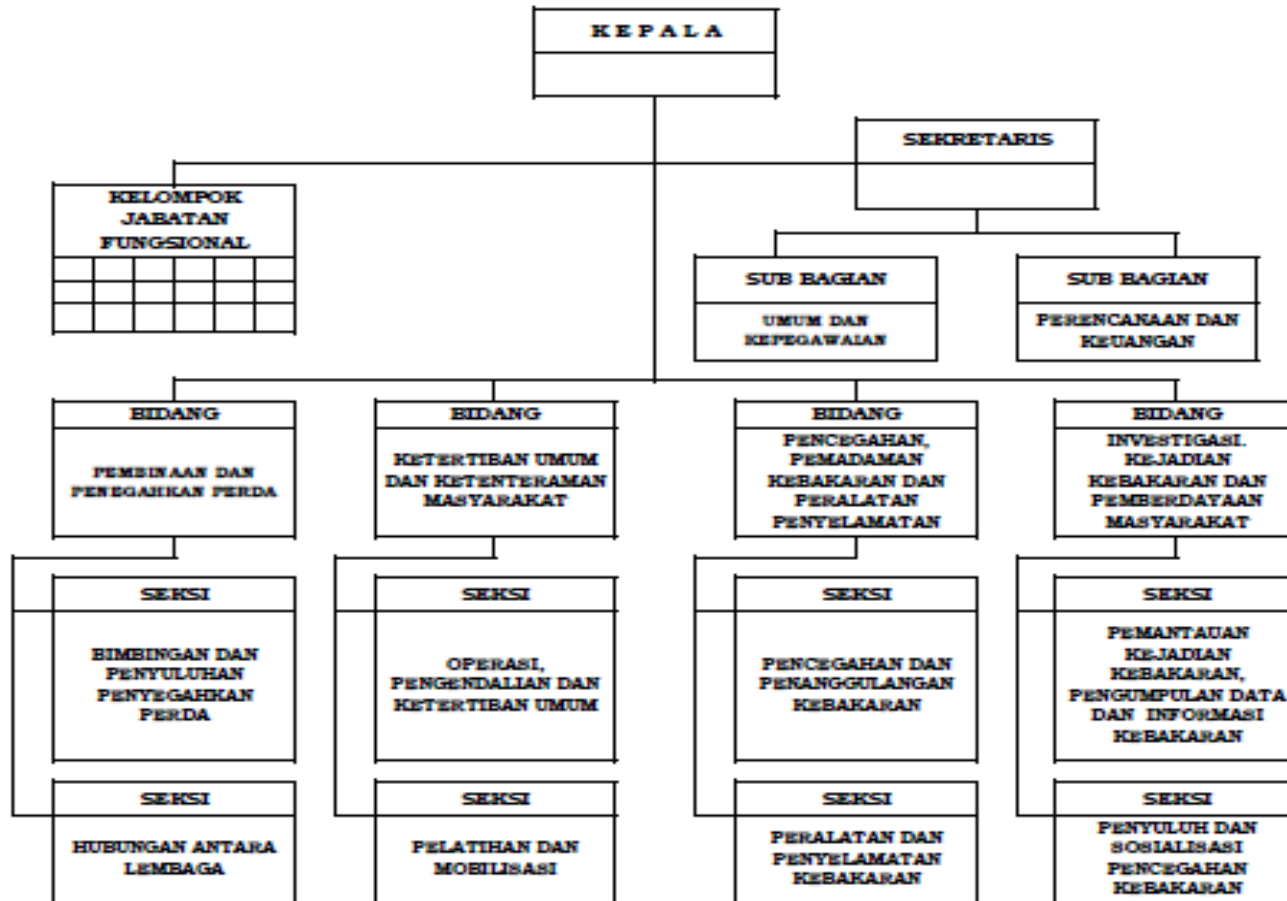 K E P A L A
SEKRETARIS
KELOMPOK
JABATAN
FUNGSIONAL
SUB BAGIAN
UMUM DAN
KEPEGAWAIAN
SUB BAGIAN
PERENCANAAN DAN
KEUANGAN
BIDANG
PEMBINAAN DAN
PENEGAHKAN PERDA
BIDANG
KETERTIBAN UMUM
DAN KETENTERAMAN
MASYARAKAT
BIDANG
PENCEGAHAN,
PEMADAMAN
KEBAKARAN DAN
PERALATAN
PENYELAMATAN
BIDANG
INVESTIGASI.
KEJADIAN
KEBAKARAN DAN
PEMBERDAYAAN
MASYARAKAT
SEKSI
BIMBINGAN DAN
PENYULUHAN
PENYEGAHKAN
PERDA
SEKSI
OPERASI,
PENGENDALIAN DAN
KETERTIBAN UMUM
SEKSI
PENCEGAHAN DAN
PENANGGULANGAN
KEBAKARAN
SEKSI
PEMANTAUAN
KEJADIAN
KEBAKARAN,
PENGUMPULAN DATA
DAN INFORMASI
KEBAKARAN
SEKSI
HUBUNGAN ANTARA
LEMBAGA
SEKSI
PELATIHAN DAN
MOBILISASI
SEKSI
PERALATAN DAN
PENYELAMATAN
KEBAKARAN
SEKSI
PENYULUH DAN
SOSIALISASI
PENCEGAHAN
KEBAKARAN